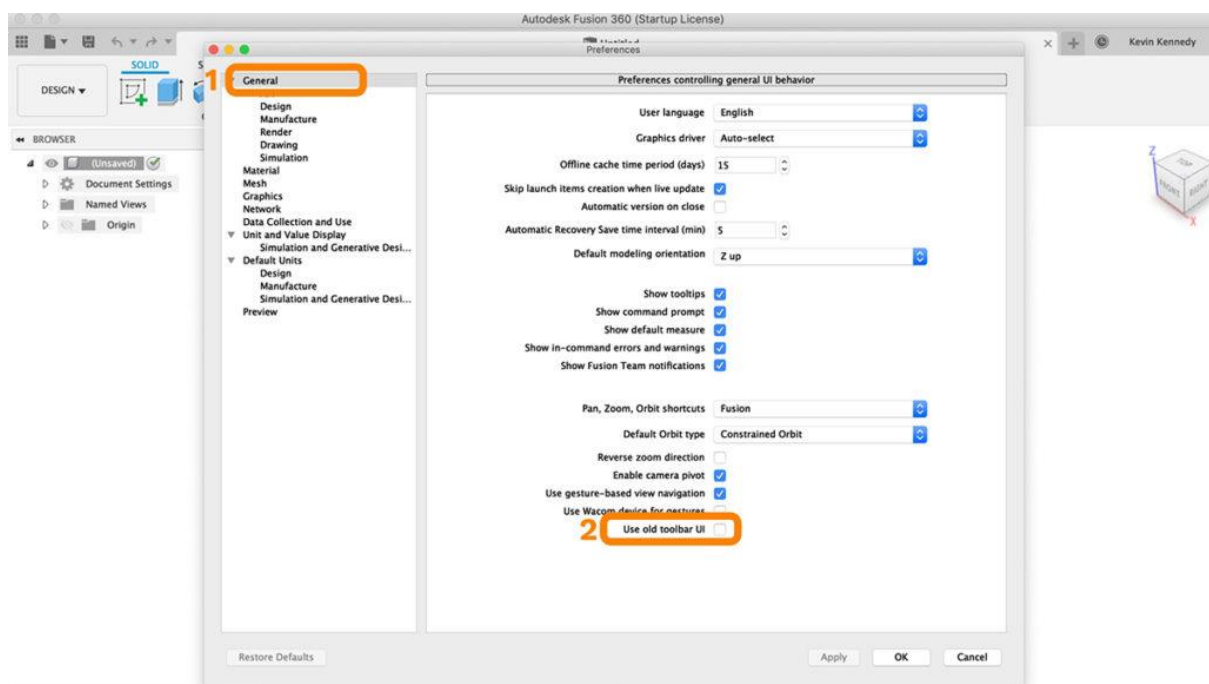 Autodesk Fusion 360 (Startup License)
Kevin Kennedy
Preferences
SOLID
DESIGN
BROWSER
(Unsaved)
Document Settings
Named Views
Origin
1
General
Design
Manufacture
Render
Drawing
Simulation
Material
Mesh
Graphics
Network
Data Collection and Use
Unit and Value Display
Simulation and Generative Desi...
Default Units
Design
Manufacture
Simulation and Generative Desi...
Preview
Preferences controlling general UI behavior
User language English
Graphics driver Auto-select
Offline cache time period (days) 15
Skip launch items creation when live update
Automatic version on close
Automatic Recovery Save time interval (min) 5
Default modeling orientation Z up
Show tooltips
Show command prompt
Show default measure
Show in-command errors and warnings
Show Fusion Team notifications
Pan, Zoom, Orbit shortcuts Fusion
Default Orbit type Constrained Orbit
Reverse zoom direction
Enable camera pivot
Use gesture-based view navigation
Use Wacom device for gestures
2 Use old toolbar UI
Restore Defaults
Apply OK Cancel
Z
TOP
FRONT RIGHT
X